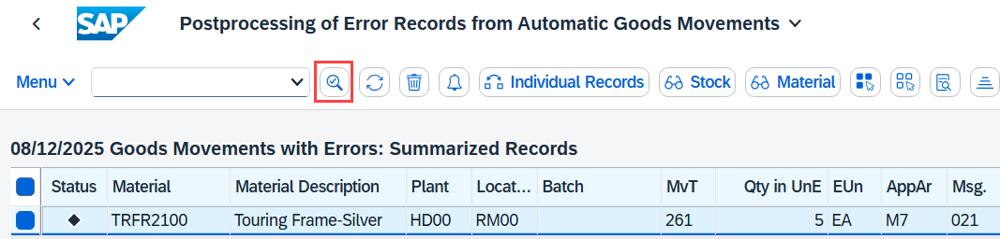 SAP Postprocessing of Error Records from Automatic Goods Movements
Menu Individual Records Stock Material
08/12/2025 Goods Movements with Errors: Summarized Records
Status Material Material Description Plant Locat... Batch MvT Qty in UnE EUn AppAr Msg.
TRFR2100 Touring Frame-Silver HD00 RM00 261 5 EA M7 021